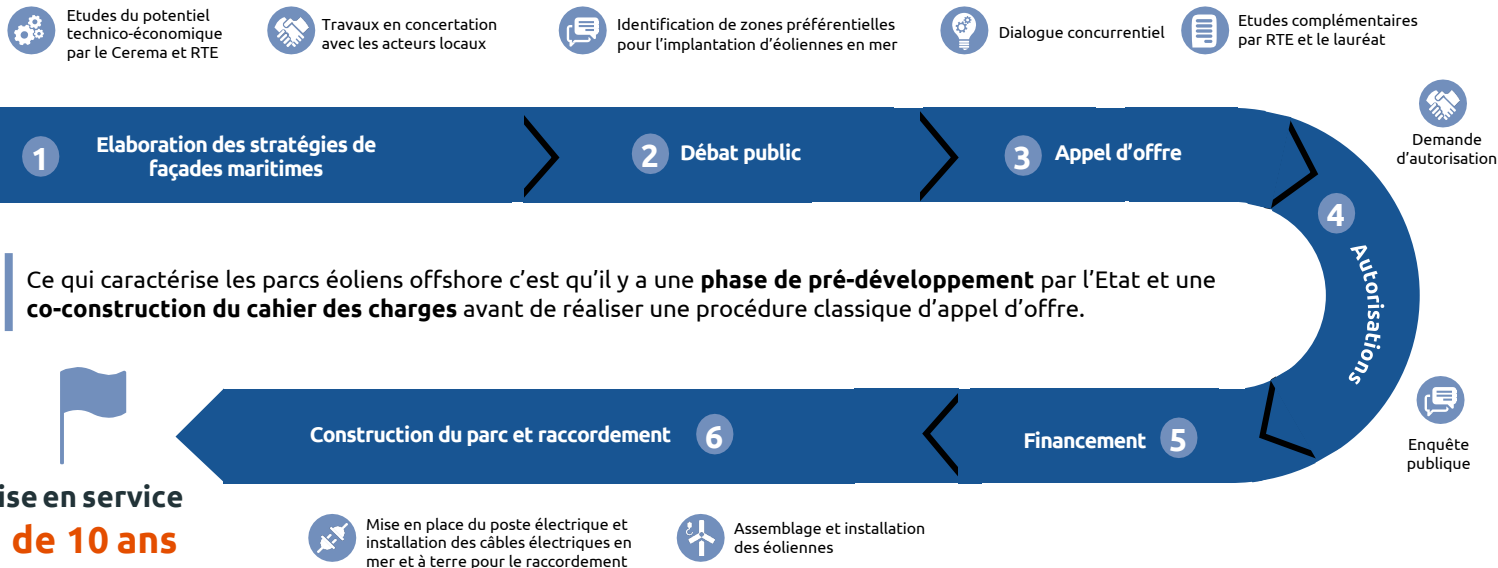 Etudes du potentiel
technico-économique
par le Cerema et RTE
Travaux en concertation
avec les acteurs locaux
Identification de zones préférentielles
pour l'implantation d'éoliennes en mer
Dialogue concurrentiel
Etudes complémentaires
par RTE et le lauréat
1
Elaboration des stratégies de
façades maritimes
2 Débat public
3 Appel d'offre
Demande
d'autorisation
4
Autorisations
Ce qui caractérise les parcs éoliens offshore c'est qu'il y a une phase de pré-développement par l'Etat et une
co-construction du cahier des charges avant de réaliser une procédure classique d'appel d'offre.
Enquête
publique
Financement 5
Construction du parc et raccordement 6
ise en service
de 10 ans
Mise en place du poste électrique et
installation des câbles électriques en
mer et à terre pour le raccordement
Assemblage et installation
des éoliennes